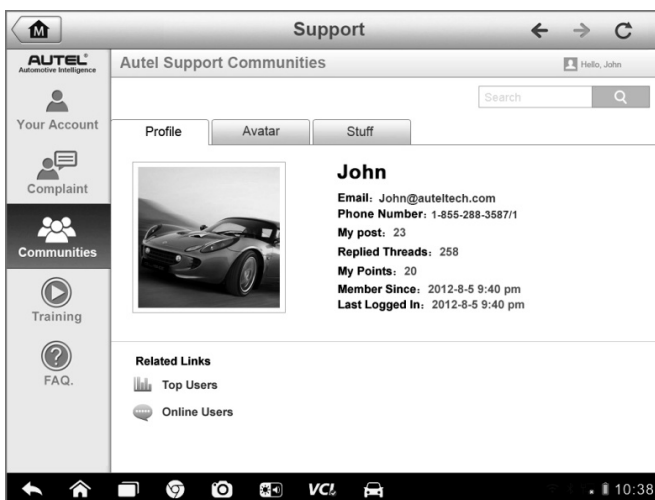 M
Support
AUTEL®
Automotive Intelligence
Autel Support Communities
Hello, John
Search
Your Account
Complaint
Communities
Training
FAQ.
Profile
Avatar
Stuff
John
Email: John@auteltech.com
Phone Number: 1-855-288-3587/1
My post: 23
Replied Threads: 258
My Points: 20
Member Since: 2012-8-5 9:40 pm
Last Logged In: 2012-8-5 9:40 pm
Related Links
Top Users
Online Users
VCI
10:38